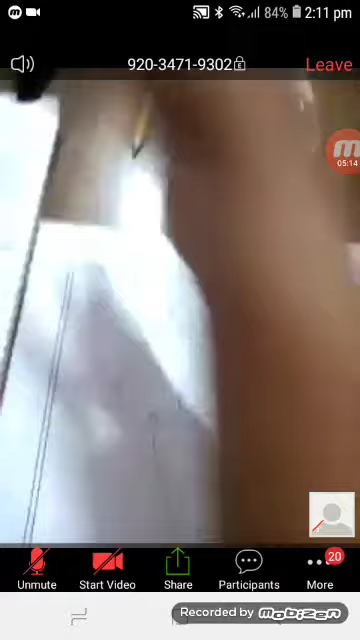 84% 2:11 pm
920-3471-9302 Leave
05:14
20
Unmute Start Video Share Participants More
Recorded by mobizen